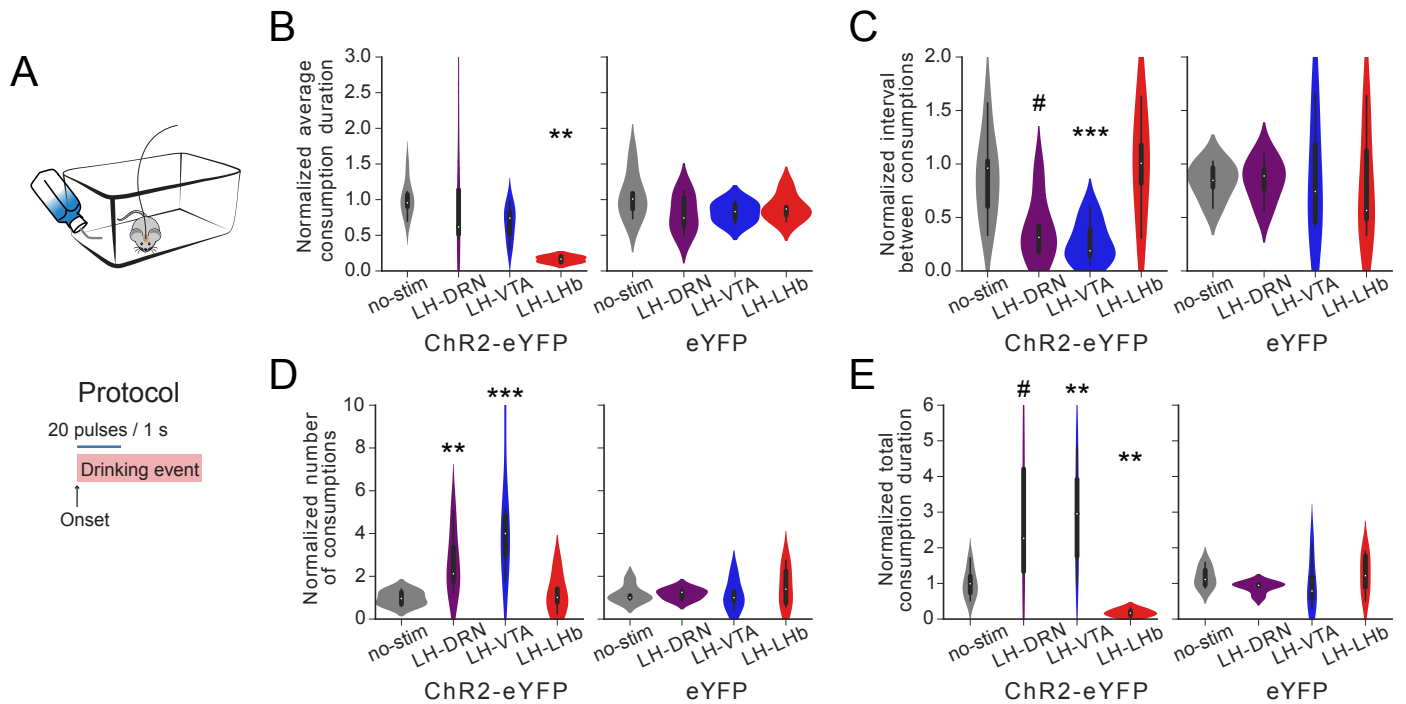 A
Protocol
20 pulses / 1 s
Drinking event
Onset
B
Normalized average
consumption duration
3.0
2.5
2.0
1.5
1.0
0.5
0.0
no-stim
LH-DRN
LH-VTA
LH-LHb
**
ChR2-eYFP
no-stim
LH-DRN
LH-VTA
LH-LHb
eYFP
C
Normalized interval
between consumptions
2.0
1.5
1.0
0.5
0.0
#
***
no-stim
LH-DRN
LH-VTA
LH-LHb
ChR2-eYFP
no-stim
LH-DRN
LH-VTA
LH-LHb
eYFP
D
Normalized number
of consumptions
10
8
6
4
2
0
**
***
no-stim
LH-DRN
LH-VTA
LH-LHb
ChR2-eYFP
no-stim
LH-DRN
LH-VTA
LH-LHb
eYFP
E
Normalized total
consumption duration
6
5
4
3
2
1
0
#
**
**
no-stim
LH-DRN
LH-VTA
LH-LHb
ChR2-eYFP
no-stim
LH-DRN
LH-VTA
LH-LHb
eYFP